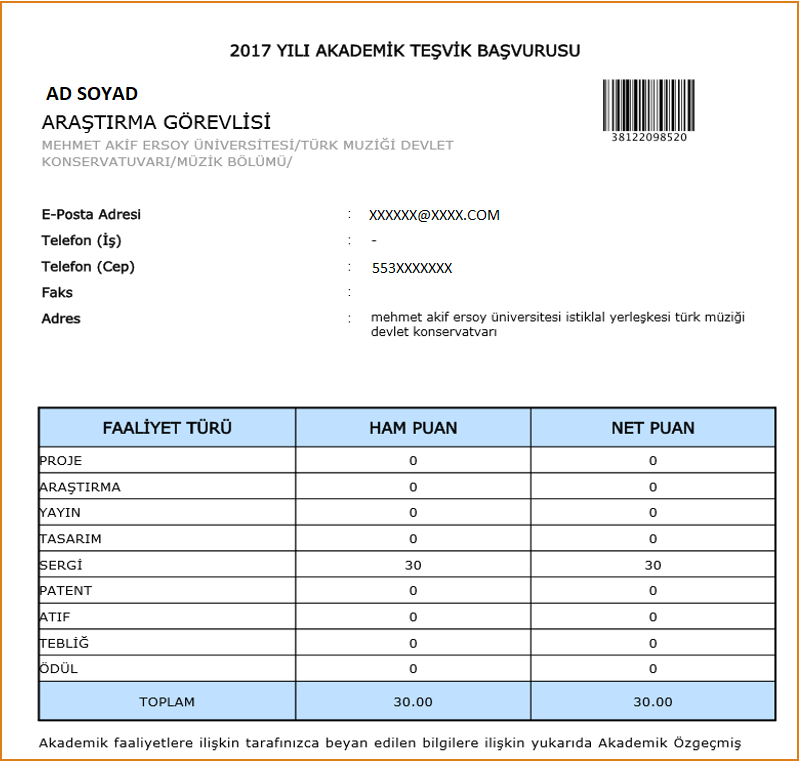 2017 YILI AKADEMİK TEŞVİK BAŞVURUSU
AD SOYAD
ARAŞTIRMA GÖREVLİSİ
MEHMET AKİF ERSOY ÜNİVERSİTESİ/TÜRK MUZİĞİ DEVLET
KONSERVATUVARI/MÜZİK BÖLÜMÜ/
38122098520
E-Posta Adresi : XXXXXX@XXXX.COM
Telefon (İş) : -
Telefon (Cep) : 553XXXXXXX
Faks :
Adres : mehmet akif ersoy üniversitesi istiklal yerleşkesi türk müziği
devlet konservatvarı
FAALİYET TÜRÜ HAM PUAN NET PUAN
PROJE 0 0
ARAŞTIRMA 0 0
YAYIN 0 0
TASARIM 0 0
SERGİ 30 30
PATENT 0 0
ATIF 0 0
TEBLİĞ 0 0
ÖDÜL 0 0
TOPLAM 30.00 30.00
Akademik faaliyetlere ilişkin tarafınızca beyan edilen bilgilere ilişkin yukarıda Akademik Özgeçmiş